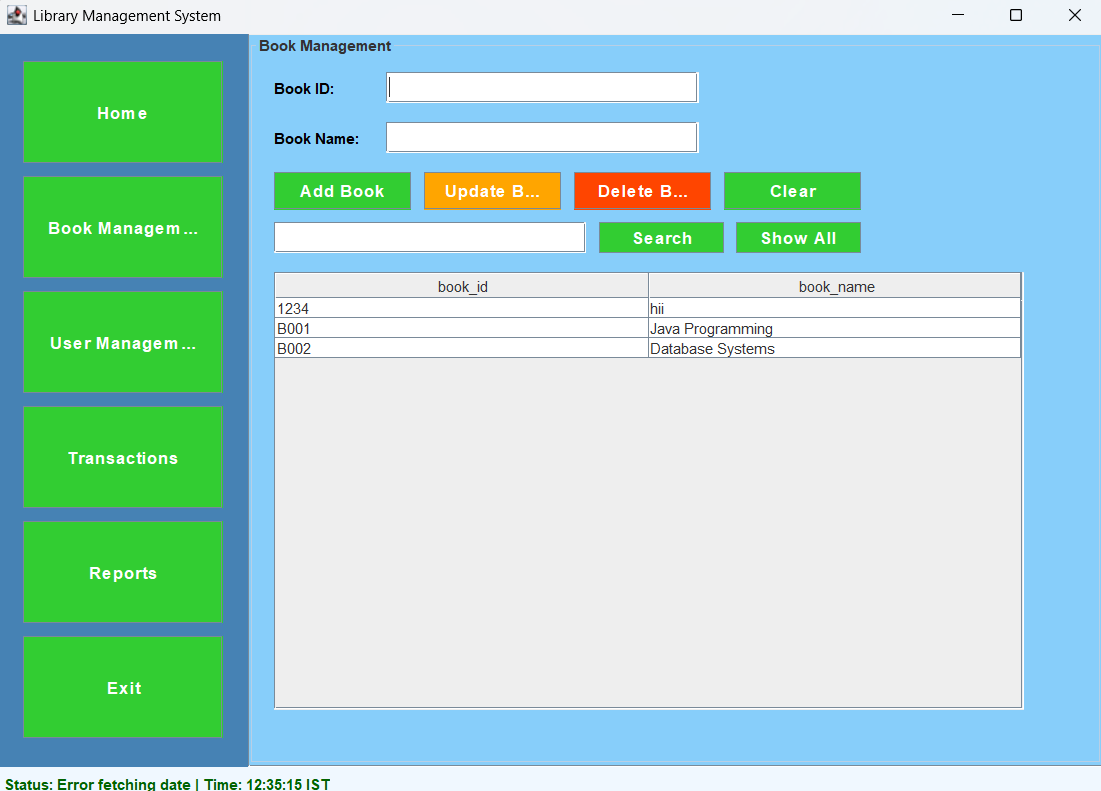 Library Management System
Home
Book Managem...
User Managem...
Transactions
Reports
Exit
Book Management
Book ID:
Book Name:
Add Book Update B... Delete B... Clear
Search Show All
book_id book_name
1234 hii
B001 Java Programming
B002 Database Systems
Status: Error fetching date | Time: 12:35:15 IST